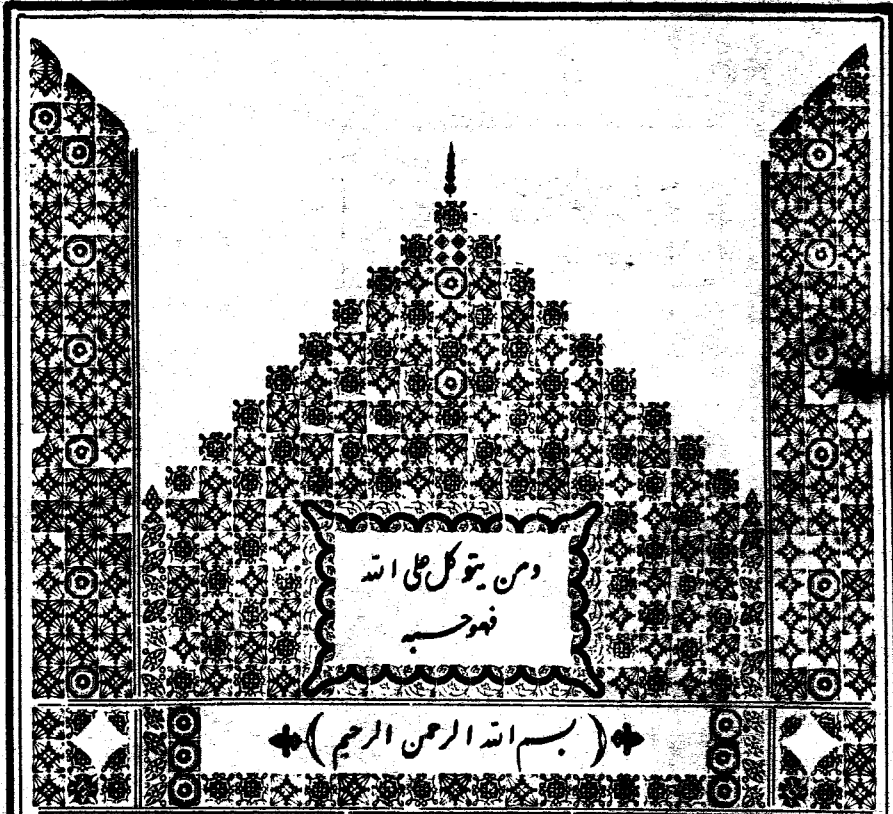 ومن يتوكل على الله
فهو حسبه
(بسم الله الرحمن الرحيم)